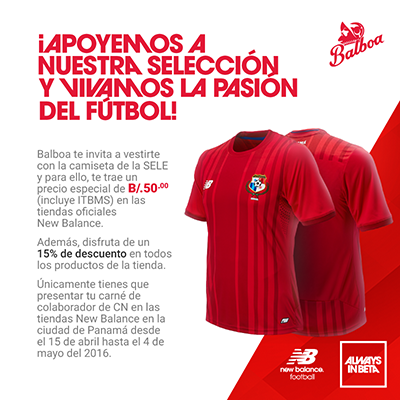 Balboa
¡APOYEMOS A
NUESTRA SELECCIÓN
Y VIVAMOS LA PASIÓN
DEL FÚTBOL!
Balboa te invita a vestirte
con la camiseta de la SELE
y para ello, te trae un
precio especial de B/.50.00
(incluye ITBMS) en las
tiendas oficiales
New Balance.
Además, disfruta de un
15% de descuento en todos
los productos de la tienda.
Únicamente tienes que
presentar tu carné de
colaborador de CN en las
tiendas New Balance en la
ciudad de Panamá desde
el 15 de abril hasta el 4 de
mayo del 2016.
NB
NB
new balance
football
ALWAYS
IN BETA